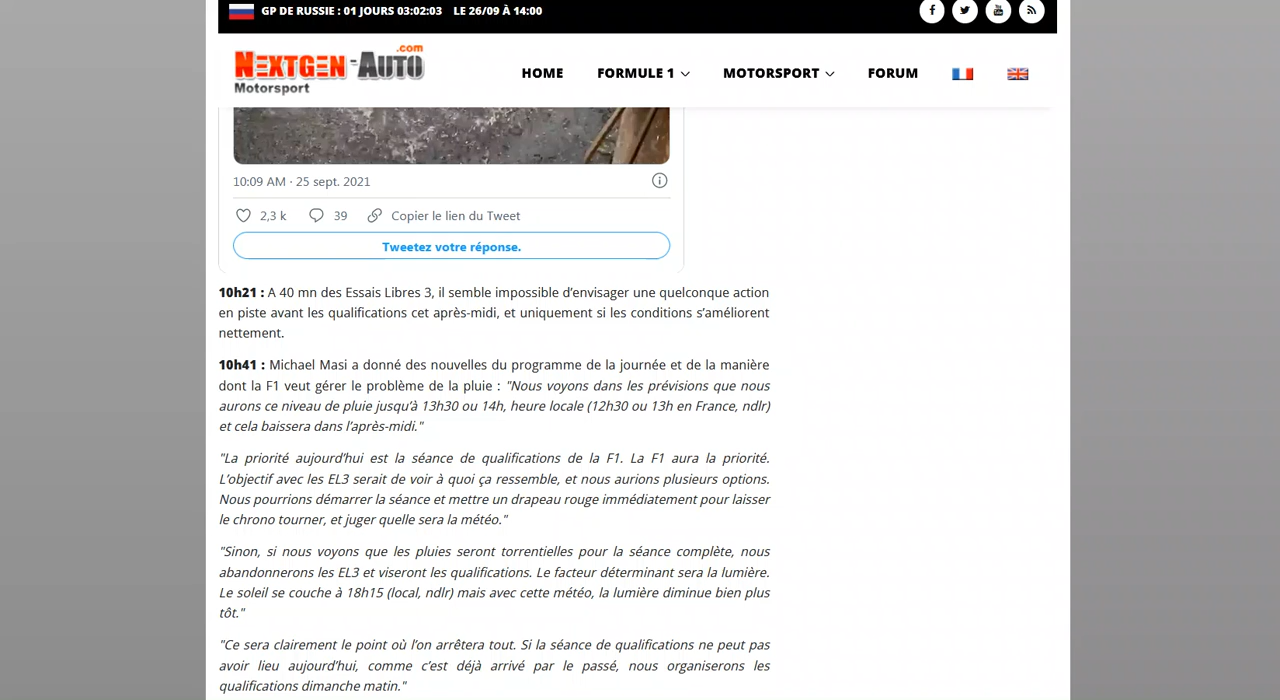 GP DE RUSSIE : 01 JOURS 03:02:03 LE 26/09 À 14:00
NEXTGEN-AUTO.com
Motorsport
HOME FORMULE 1 MOTORSPORT FORUM
10:09 AM · 25 sept. 2021
2,3 k 39 Copier le lien du Tweet
Tweetez votre réponse.
10h21 : A 40 mn des Essais Libres 3, il semble impossible d’envisager une quelconque action
en piste avant les qualifications cet après-midi, et uniquement si les conditions s’améliorent
nettement.
10h41 : Michael Masi a donné des nouvelles du programme de la journée et de la manière
dont la F1 veut gérer le problème de la pluie : "Nous voyons dans les prévisions que nous
aurons ce niveau de pluie jusqu’à 13h30 ou 14h, heure locale (12h30 ou 13h en France, ndlr)
et cela baissera dans l’après-midi."
"La priorité aujourd’hui est la séance de qualifications de la F1. La F1 aura la priorité.
L’objectif avec les EL3 serait de voir à quoi ça ressemble, et nous aurions plusieurs options.
Nous pourrions démarrer la séance et mettre un drapeau rouge immédiatement pour laisser
le chrono tourner, et juger quelle sera la météo."
"Sinon, si nous voyons que les pluies seront torrentielles pour la séance complète, nous
abandonnerons les EL3 et viseront les qualifications. Le facteur déterminant sera la lumière.
Le soleil se couche à 18h15 (local, ndlr) mais avec cette météo, la lumière diminue bien plus
tôt."
"Ce sera clairement le point où l’on arrêtera tout. Si la séance de qualifications ne peut pas
avoir lieu aujourd’hui, comme c’est déjà arrivé par le passé, nous organiserons les
qualifications dimanche matin."